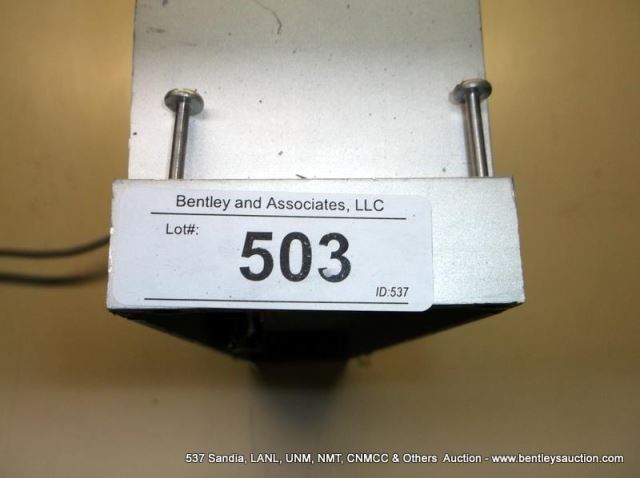 Bentley and Associates, LLC
Lot#:
503
ID:537
537 Sandia, LANL, UNM, NMT, CNMCC & Others Auction - www.bentleysauction.com